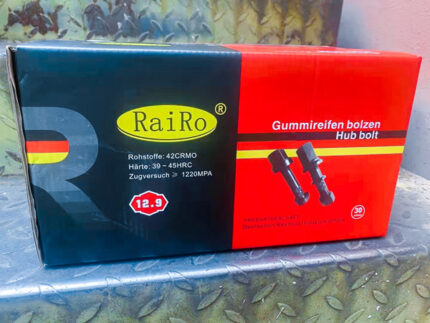 RaiRo®
Rohstoffe: 42CRMO
Härte: 39－45HRC
Zugversuch ≥ 1220MPA
12.9
Gummireifen bolzen
Hub bolt
30